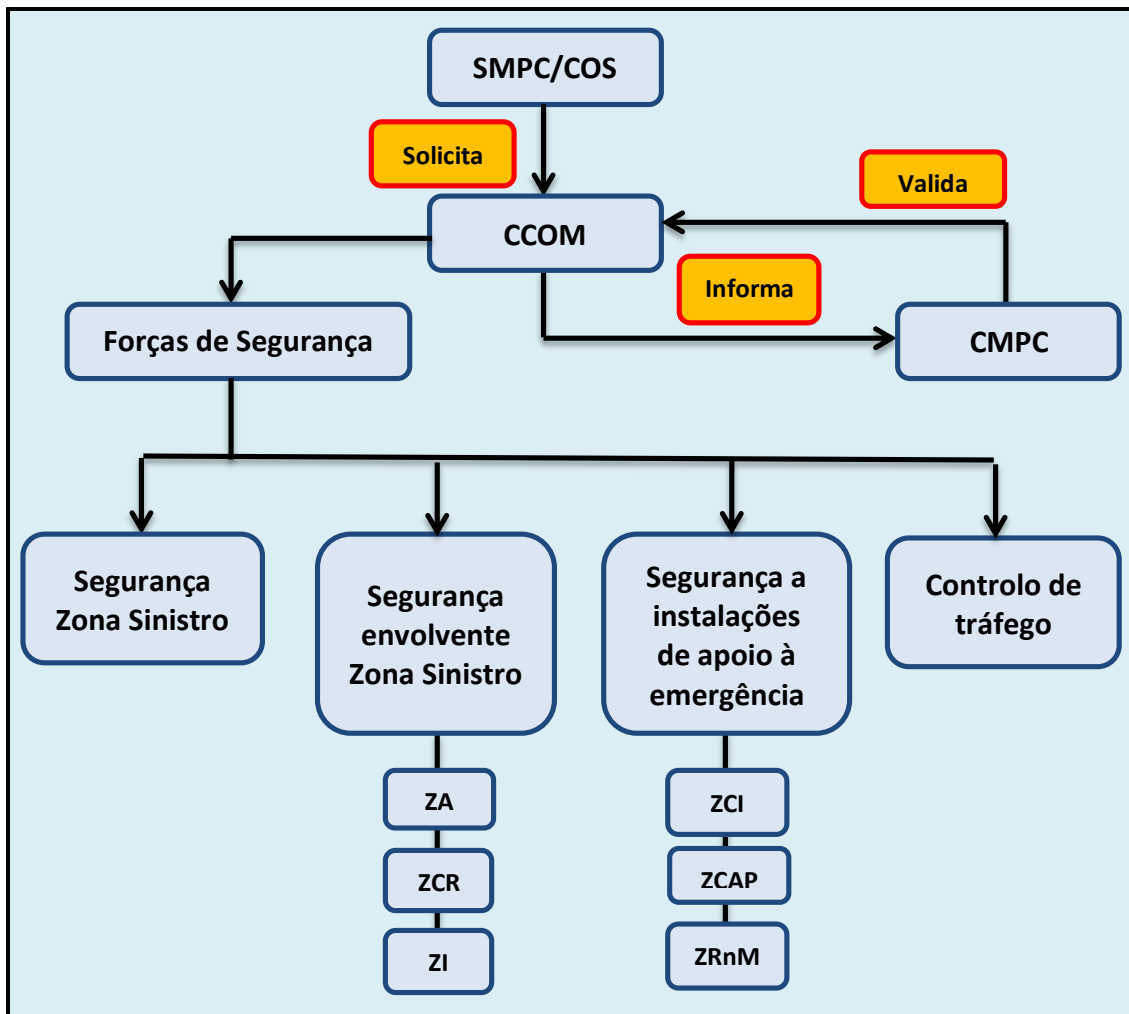 SMPC/COS
Solicita
Valida
CCOM
Informa
Forças de Segurança
CMPC
Segurança
Zona Sinistro
Segurança
envolvente
Zona Sinistro
Segurança a
instalações
de apoio à
emergência
Controlo de
tráfego
ZA
ZCR
ZI
ZCI
ZCAP
ZRnM